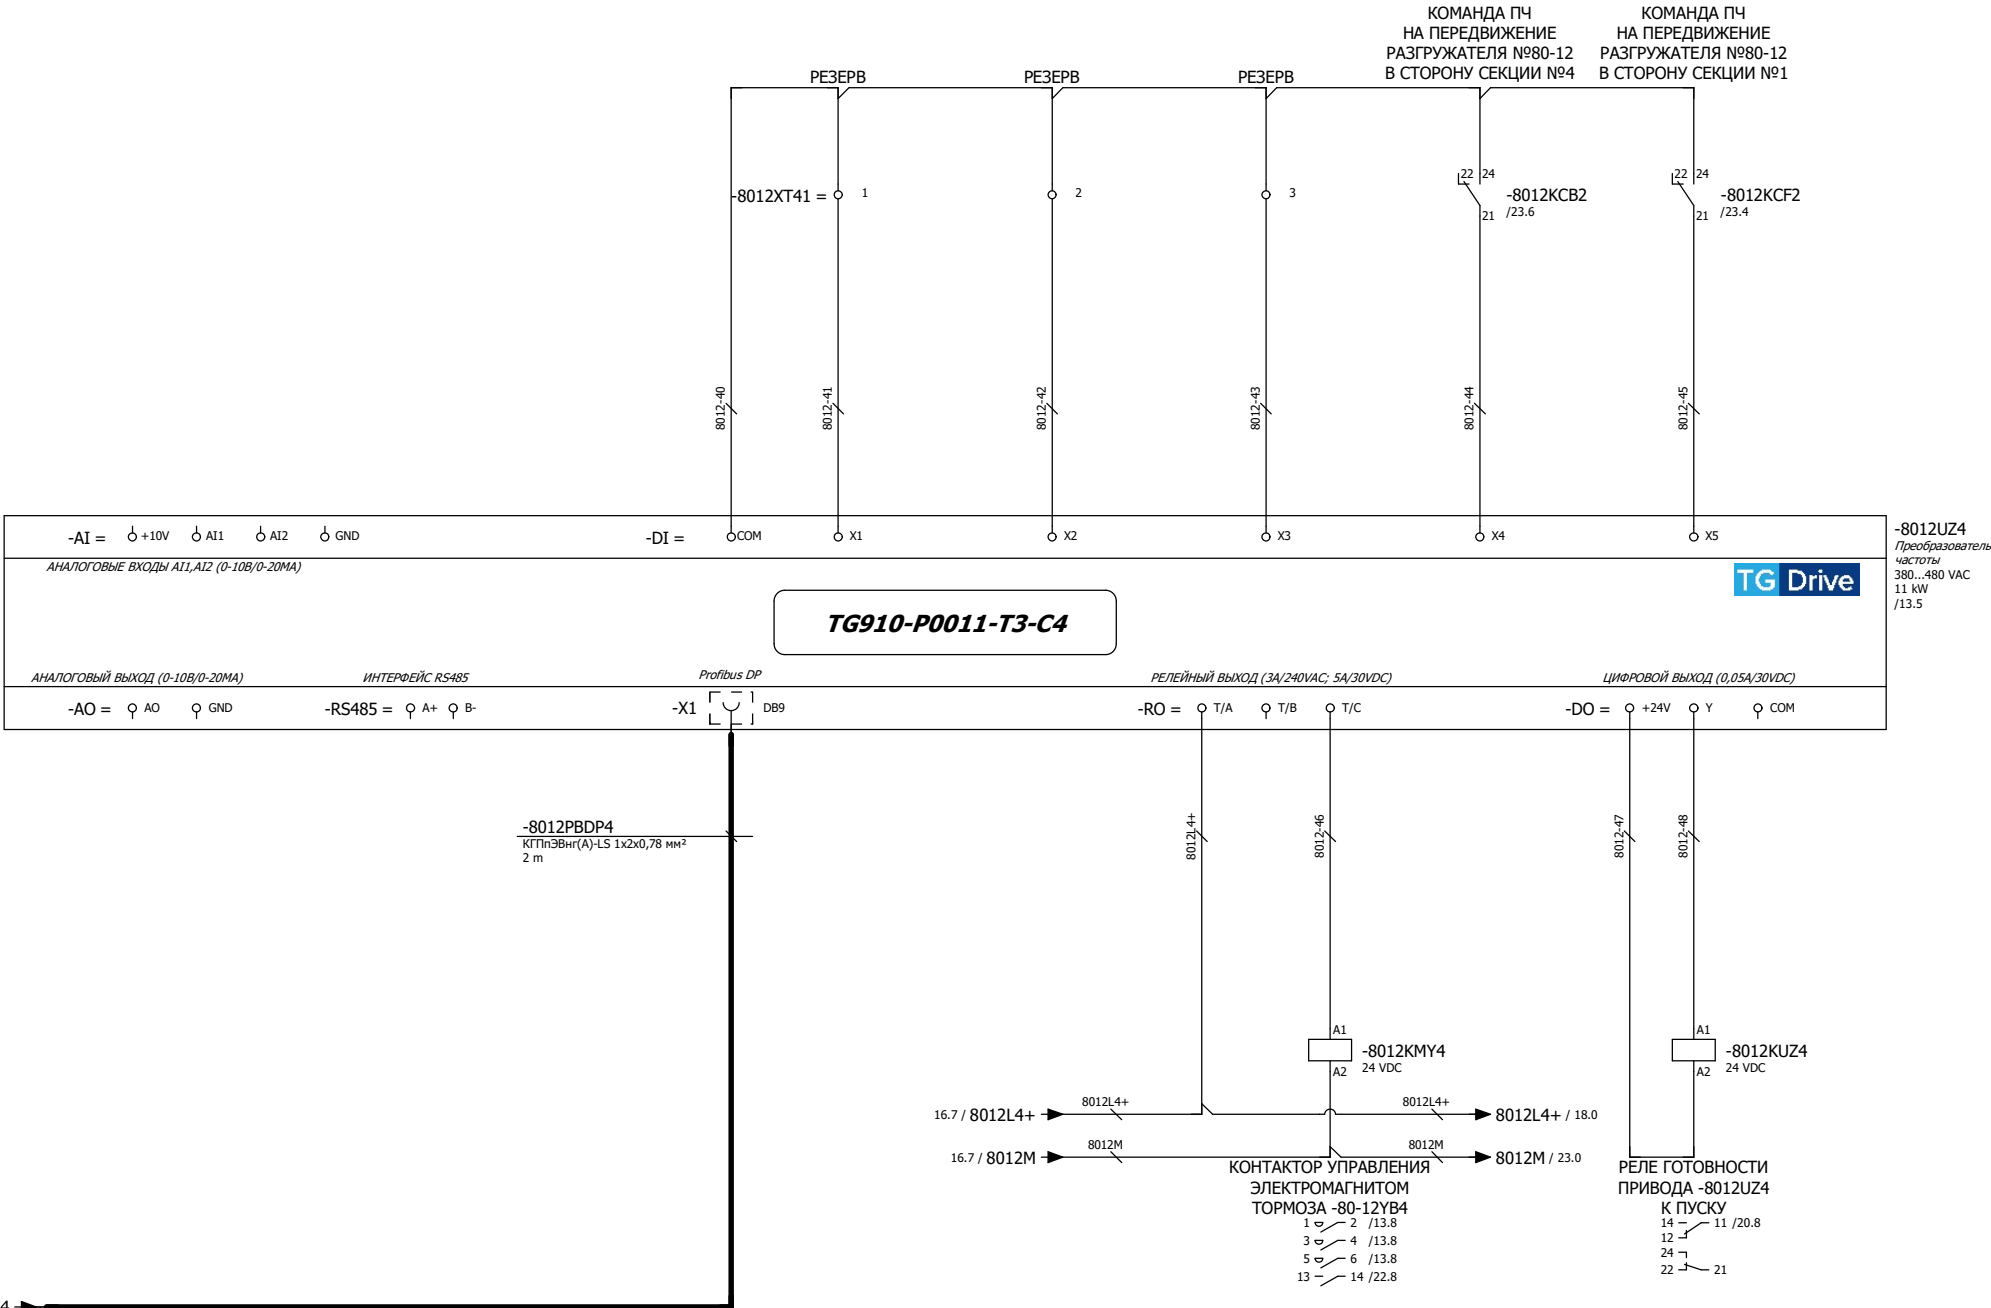 КОМАНДА ПЧ
НА ПЕРЕДВИЖЕНИЕ
РАЗГРУЖАТЕЛЯ №80-12
В СТОРОНУ СЕКЦИИ №4
КОМАНДА ПЧ
НА ПЕРЕДВИЖЕНИЕ
РАЗГРУЖАТЕЛЯ №80-12
В СТОРОНУ СЕКЦИИ №1
РЕЗЕРВ
РЕЗЕРВ
РЕЗЕРВ
-8012XT41 =
1
2
3
22 24
21
-8012KCB2
/23.6
22 24
21
-8012KCF2
/23.4
8012-40
8012-41
8012-42
8012-43
8012-44
8012-45
-AI = +10V AI1 AI2 GND
-DI = COM X1 X2 X3 X4 X5
-8012UZ4
Преобразователь
частоты
380...480 VAC
11 kW
/13.5
АНАЛОГОВЫЕ ВХОДЫ AI1,AI2 (0-10В/0-20МА)
TG Drive
TG910-P0011-T3-C4
АНАЛОГОВЫЙ ВЫХОД (0-10В/0-20МА)
ИНТЕРФЕЙС RS485
Profibus DP
РЕЛЕЙНЫЙ ВЫХОД (3А/240VAC; 5А/30VDC)
ЦИФРОВОЙ ВЫХОД (0,05А/30VDC)
-AO = AO GND
-RS485 = A+ B-
-X1 DB9
-RO = T/A T/B T/C
-DO = +24V Y COM
-8012PBDP4
КГПпЭВнг(А)-LS 1x2x0,78 мм²
2 m
8012L4+
8012-46
8012-47
8012-48
A1
-8012KMY4
24 VDC
A2
A1
-8012KUZ4
24 VDC
A2
16.7 / 8012L4+
8012L4+
8012L4+
8012L4+ / 18.0
16.7 / 8012M
8012M
8012M
8012M / 23.0
КОНТАКТОР УПРАВЛЕНИЯ
ЭЛЕКТРОМАГНИТОМ
ТОРМОЗА -80-12YB4
1 2 /13.8
3 4 /13.8
5 6 /13.8
13 14 /22.8
РЕЛЕ ГОТОВНОСТИ
ПРИВОДА -8012UZ4
К ПУСКУ
14 11 /20.8
12
24
22 21